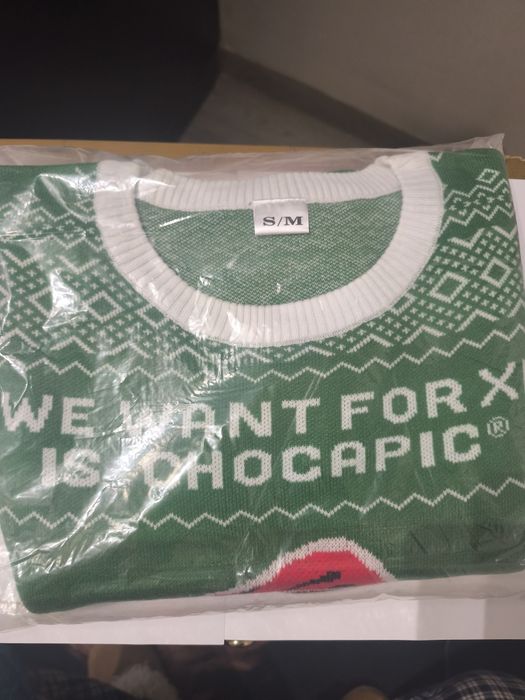 S/M
WE WANT FOR X
IS CHOCAPIC®